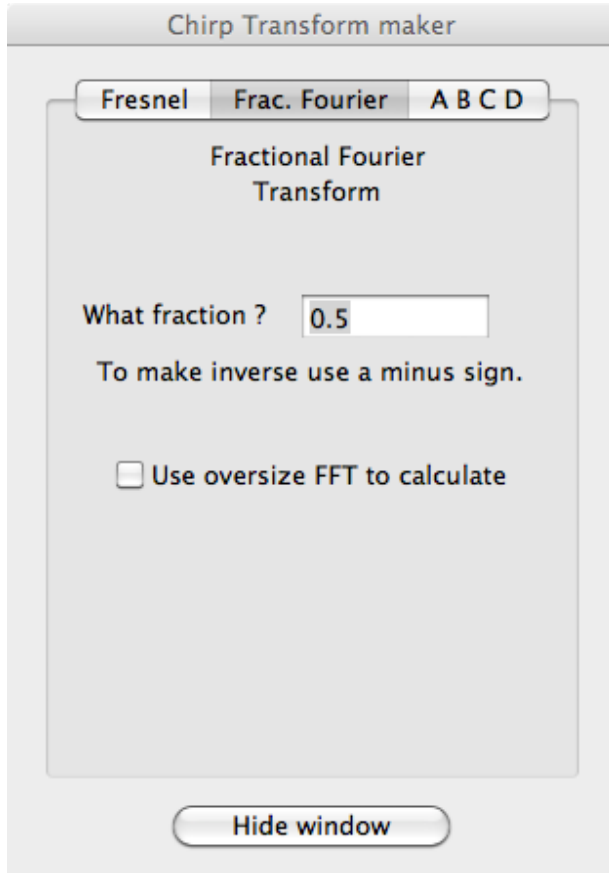 Chirp Transform maker
Fresnel Frac. Fourier A B C D
Fractional Fourier
Transform
What fraction ? 0.5
To make inverse use a minus sign.
Use oversize FFT to calculate
Hide window